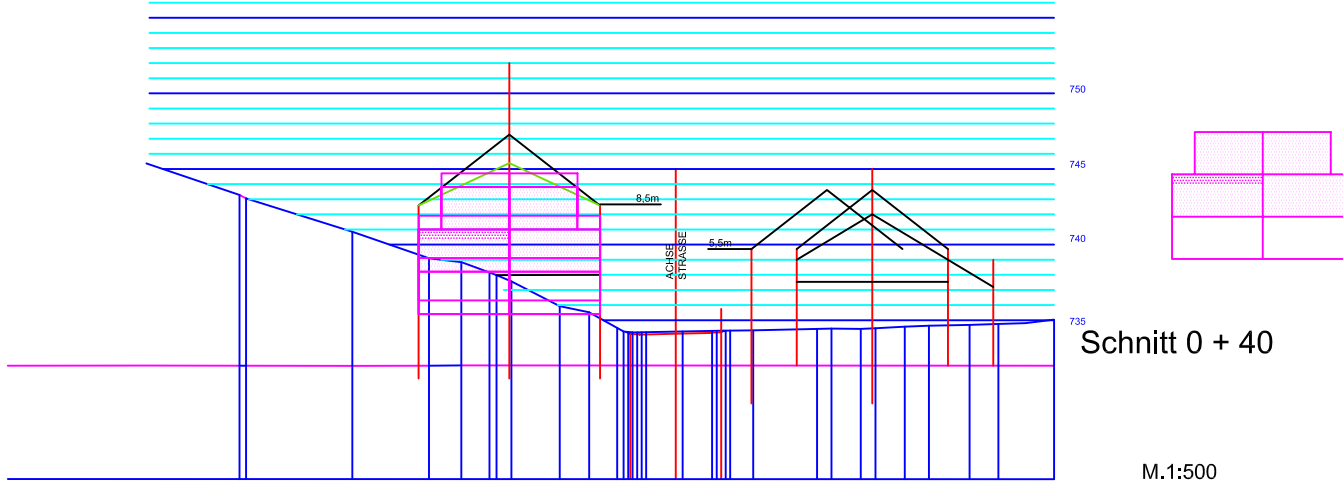 750
745
8,5m
740
5,5m
ACHSE
STRASSE
735
Schnitt 0 + 40
M.1:500